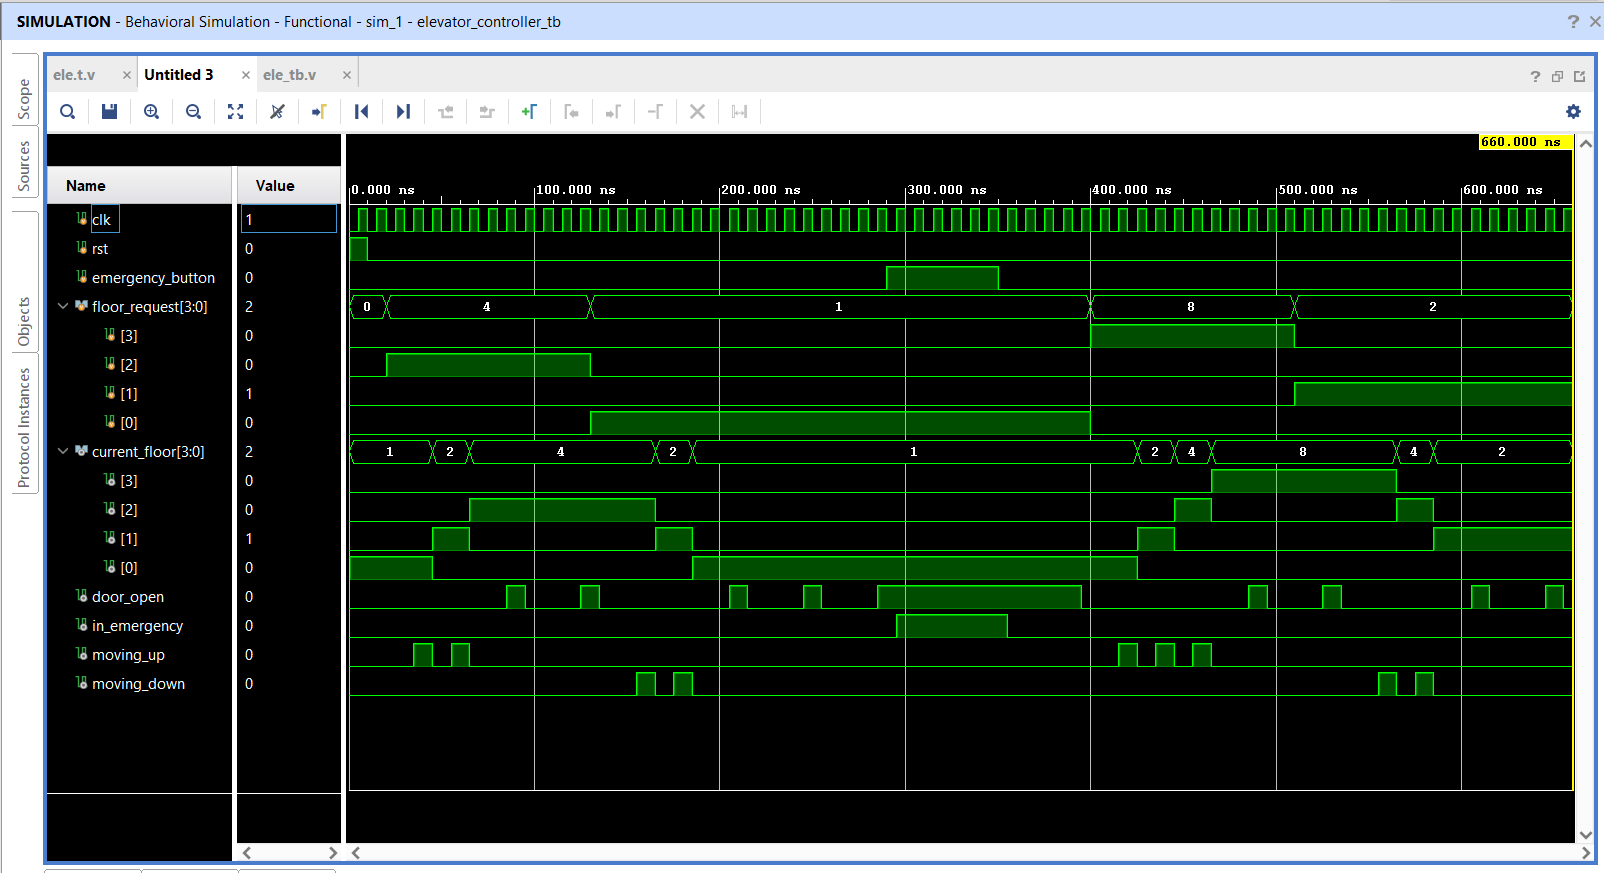 SIMULATION - Behavioral Simulation - Functional - sim_1 - elevator_controller_tb
? ×
Scope
Sources
Objects
Protocol Instances
ele.t.v × Untitled 3 × ele_tb.v ×
?
660.000 ns
Name Value
0.000 ns 100.000 ns 200.000 ns 300.000 ns 400.000 ns 500.000 ns 600.000 ns
clk 1
rst 0
emergency_button 0
floor_request[3:0] 2 0 4 1 8 2
[3] 0
[2] 0
[1] 1
[0] 0
current_floor[3:0] 2 1 2 4 2 1 2 4 8 4 2
[3] 0
[2] 0
[1] 1
[0] 0
door_open 0
in_emergency 0
moving_up 0
moving_down 0